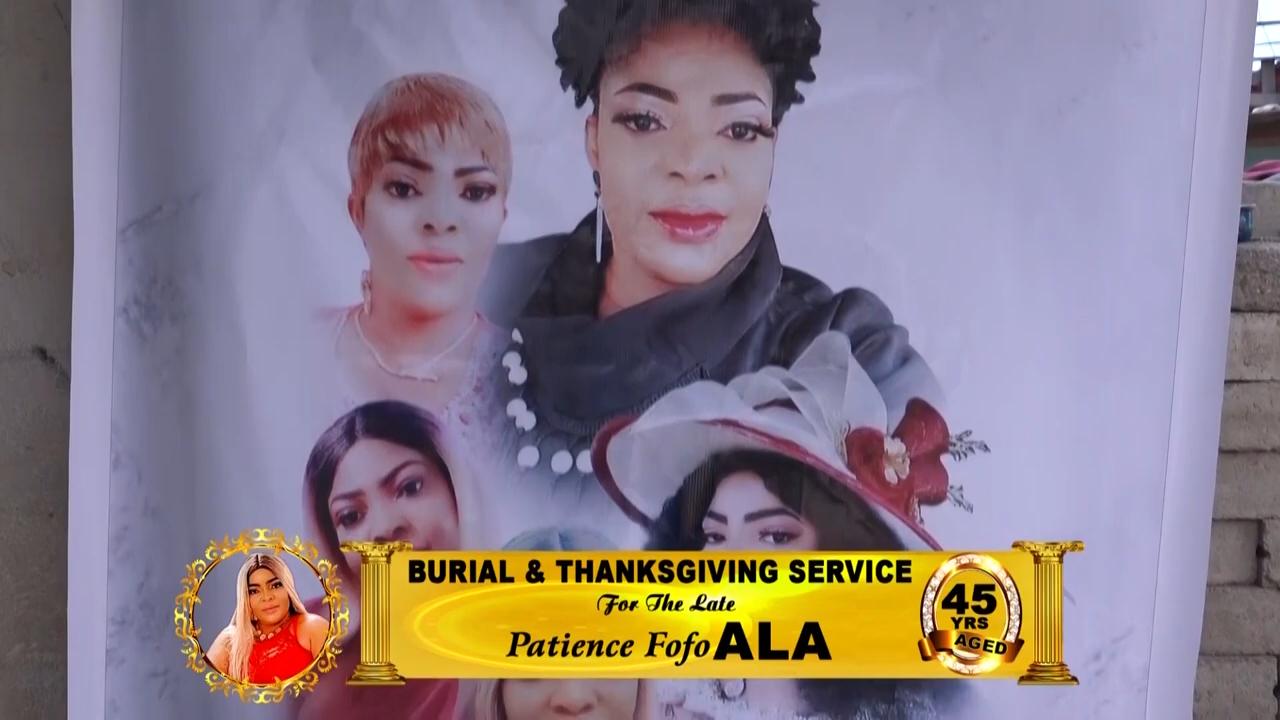 BURIAL & THANKSGIVING SERVICE
For The Late
Patience Fofo ALA
45
YRS
AGED